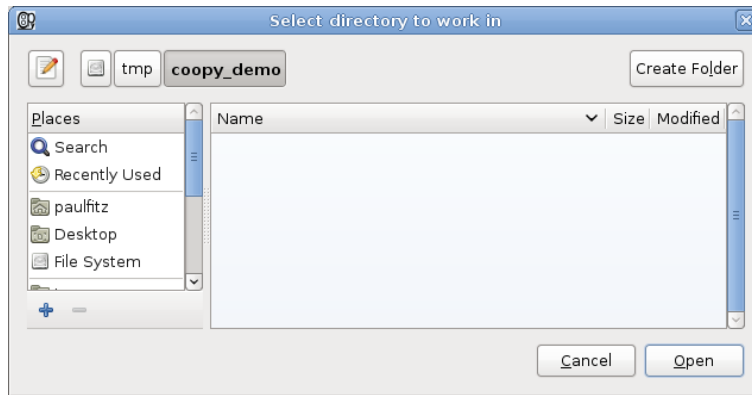 Select directory to work in
tmp coopy_demo Create Folder
Places Name Size Modified
Search
Recently Used
paulfitz
Desktop
File System
Cancel Open